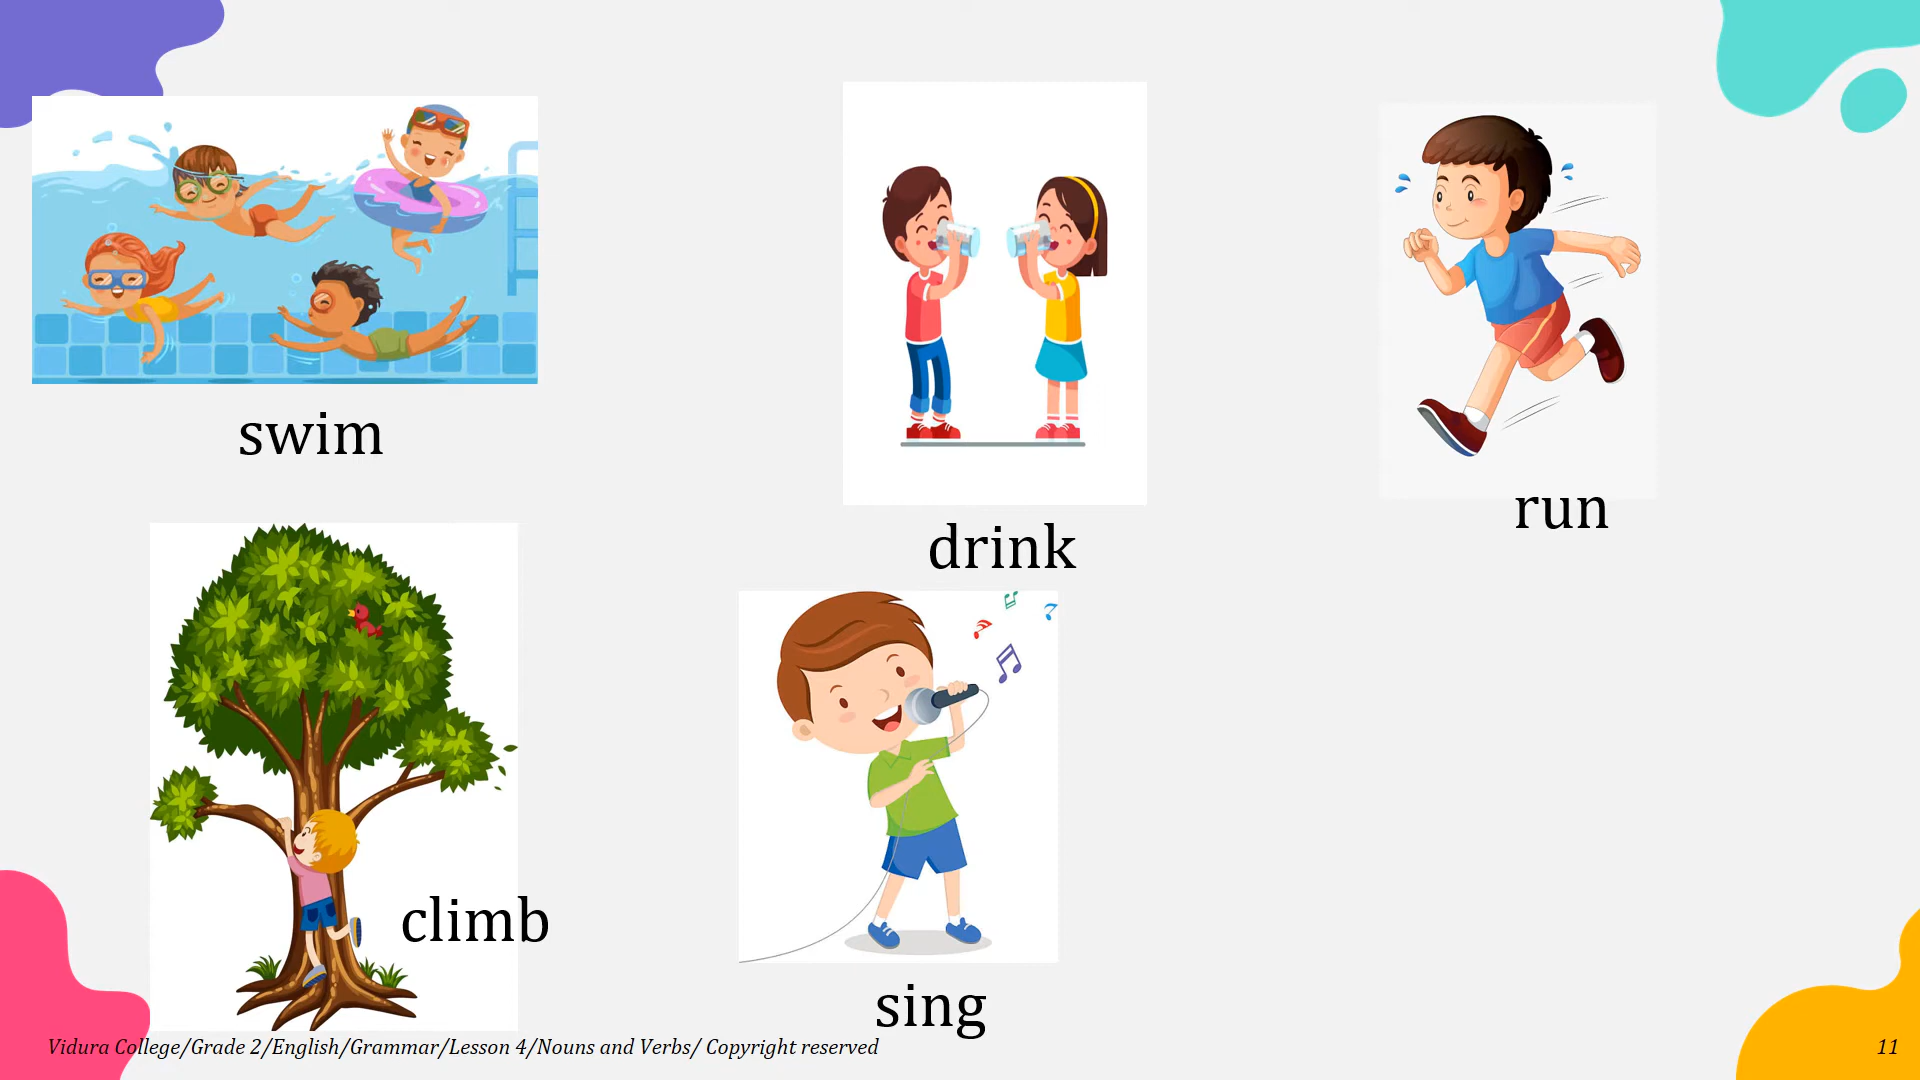 swim
drink
run
climb
sing
Vidura College/Grade 2/English/Grammar/Lesson 4/Nouns and Verbs/ Copyright reserved
11